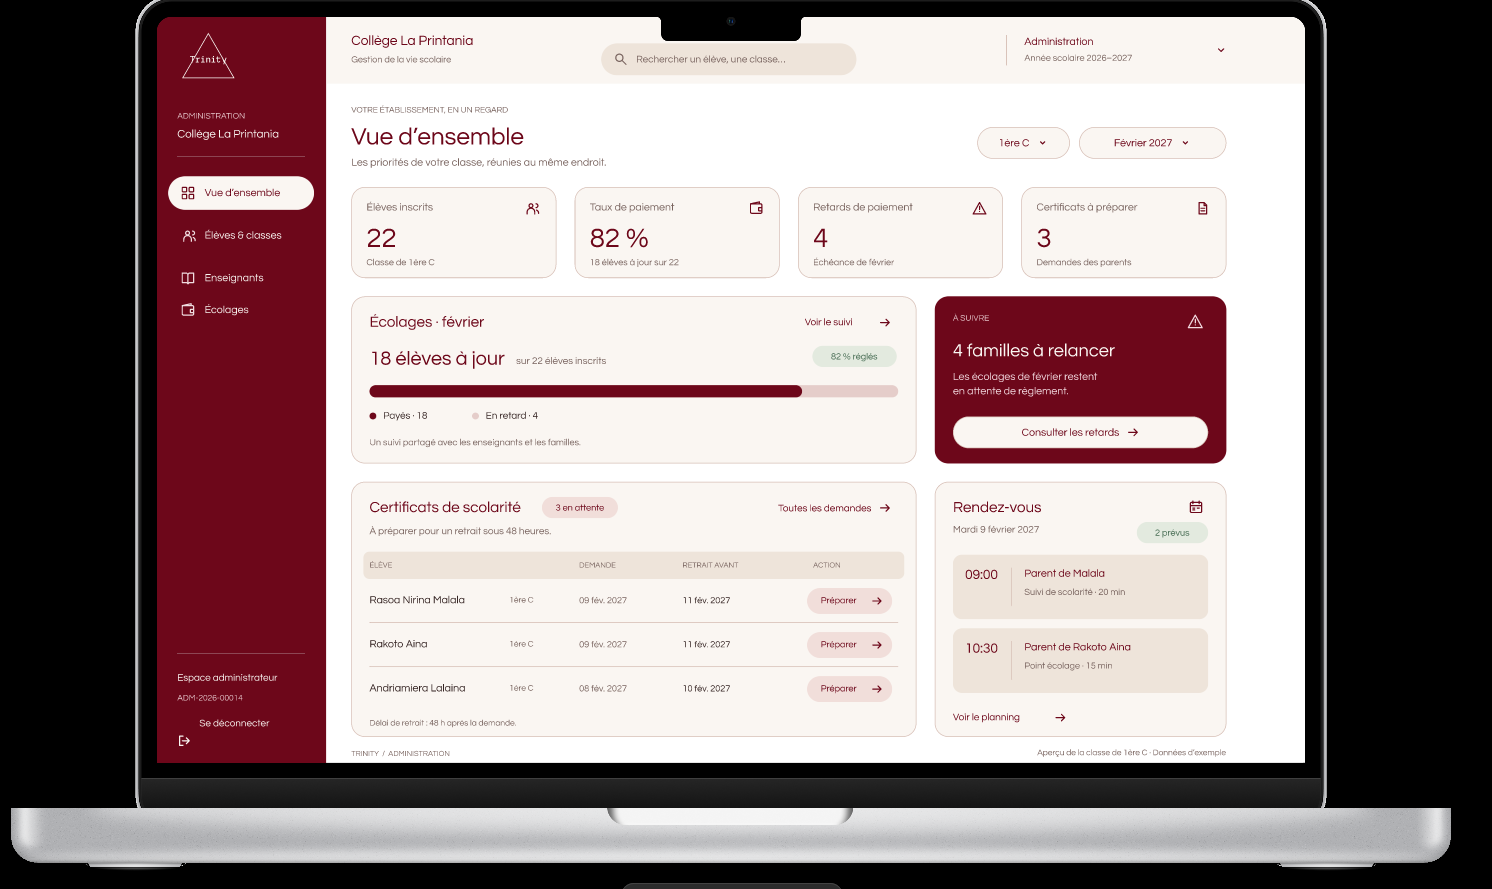 Trinity
ADMINISTRATION
Collège La Printania
Vue d’ensemble
Élèves & classes
Enseignants
Écolages
Espace administrateur
ADM-2026-00014
Se déconnecter
Collège La Printania
Gestion de la vie scolaire
Rechercher un élève, une classe...
Administration
Année scolaire 2026–2027
VOTRE ÉTABLISSEMENT, EN UN REGARD
Vue d’ensemble
Les priorités de votre classe, réunies au même endroit.
1ère C
Février 2027
Élèves inscrits
22
Classe de 1ère C
Taux de paiement
82 %
18 élèves à jour sur 22
Retards de paiement
4
Échéance de février
Certificats à préparer
3
Demandes des parents
Écolages · février
Voir le suivi
18 élèves à jour
sur 22 élèves inscrits
82 % réglés
Payés · 18
En retard · 4
Un suivi partagé avec les enseignants et les familles.
À SUIVRE
4 familles à relancer
Les écolages de février restent
en attente de règlement.
Consulter les retards
Certificats de scolarité
3 en attente
Toutes les demandes
À préparer pour un retrait sous 48 heures.
ÉLÈVE DEMANDE RETRAIT AVANT ACTION
Rasoa Nirina Malala 1ère C 09 fév. 2027 11 fév. 2027 Préparer
Rakoto Aina 1ère C 09 fév. 2027 11 fév. 2027 Préparer
Andriamiera Lalaina 1ère C 08 fév. 2027 10 fév. 2027 Préparer
Délai de retrait : 48 h après la demande.
Rendez-vous
Mardi 9 février 2027
2 prévus
09:00
Parent de Malala
Suivi de scolarité · 20 min
10:30
Parent de Rakoto Aina
Point écolage · 15 min
Voir le planning
TRINITY / ADMINISTRATION
Aperçu de la classe de 1ère C · Données d’exemple